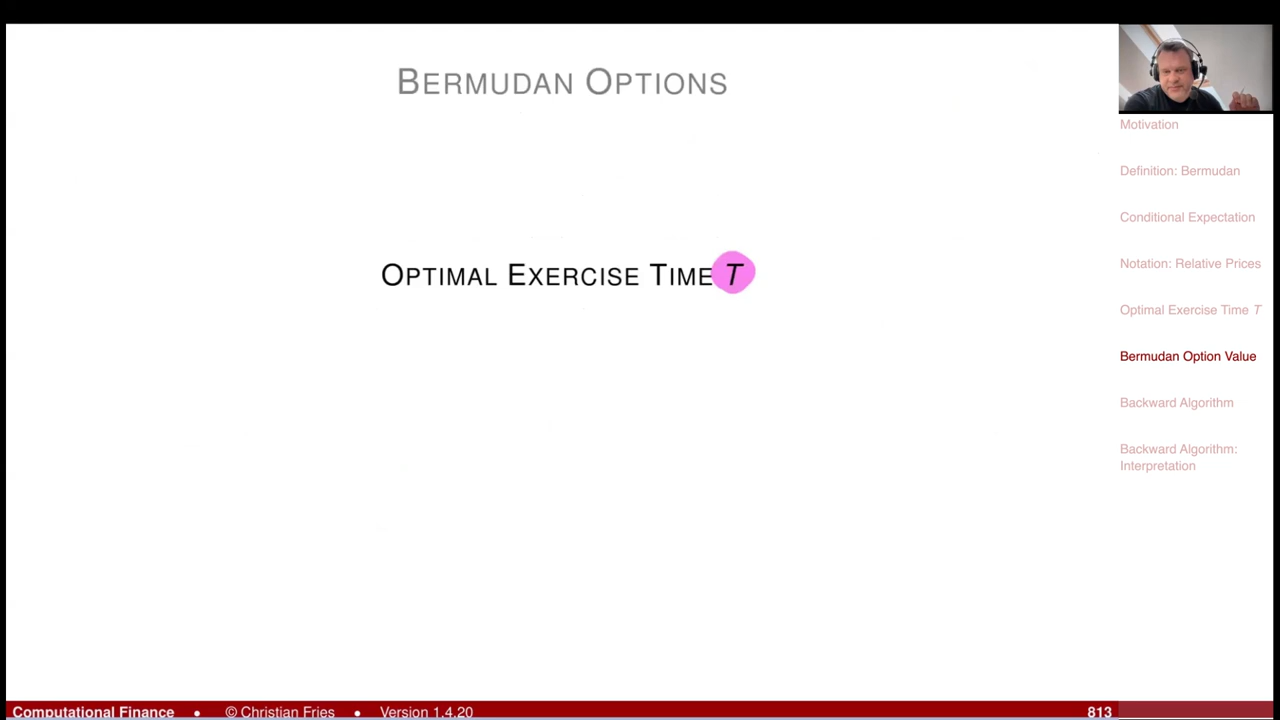 BERMUDAN OPTIONS
OPTIMAL EXERCISE TIME T
Motivation
Definition: Bermudan
Conditional Expectation
Notation: Relative Prices
Optimal Exercise Time T
Bermudan Option Value
Backward Algorithm
Backward Algorithm:
Interpretation
Computational Finance • © Christian Fries • Version 1.4.20 813